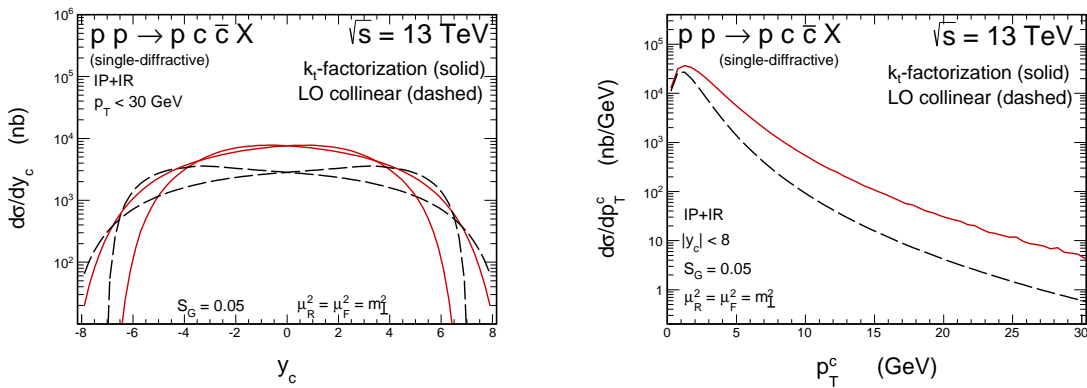 p p → p c c̄ X √s = 13 TeV
(single-diffractive)
k_t-factorization (solid)
IP+IR
LO collinear (dashed)
p_T < 30 GeV
dσ/dy_c (nb)
10^6
10^5
10^4
10^3
10^2
S_G = 0.05 μ_R^2 = μ_F^2 = m_⊥^2
-8 -6 -4 -2 0 2 4 6 8
y_c
p p → p c c̄ X √s = 13 TeV
(single-diffractive)
k_t-factorization (solid)
LO collinear (dashed)
dσ/dp_T^c (nb/GeV)
10^5
10^4
10^3
10^2
10
1
IP+IR
|y_c| < 8
S_G = 0.05
μ_R^2 = μ_F^2 = m_⊥^2
0 5 10 15 20 25 30
p_T^c (GeV)